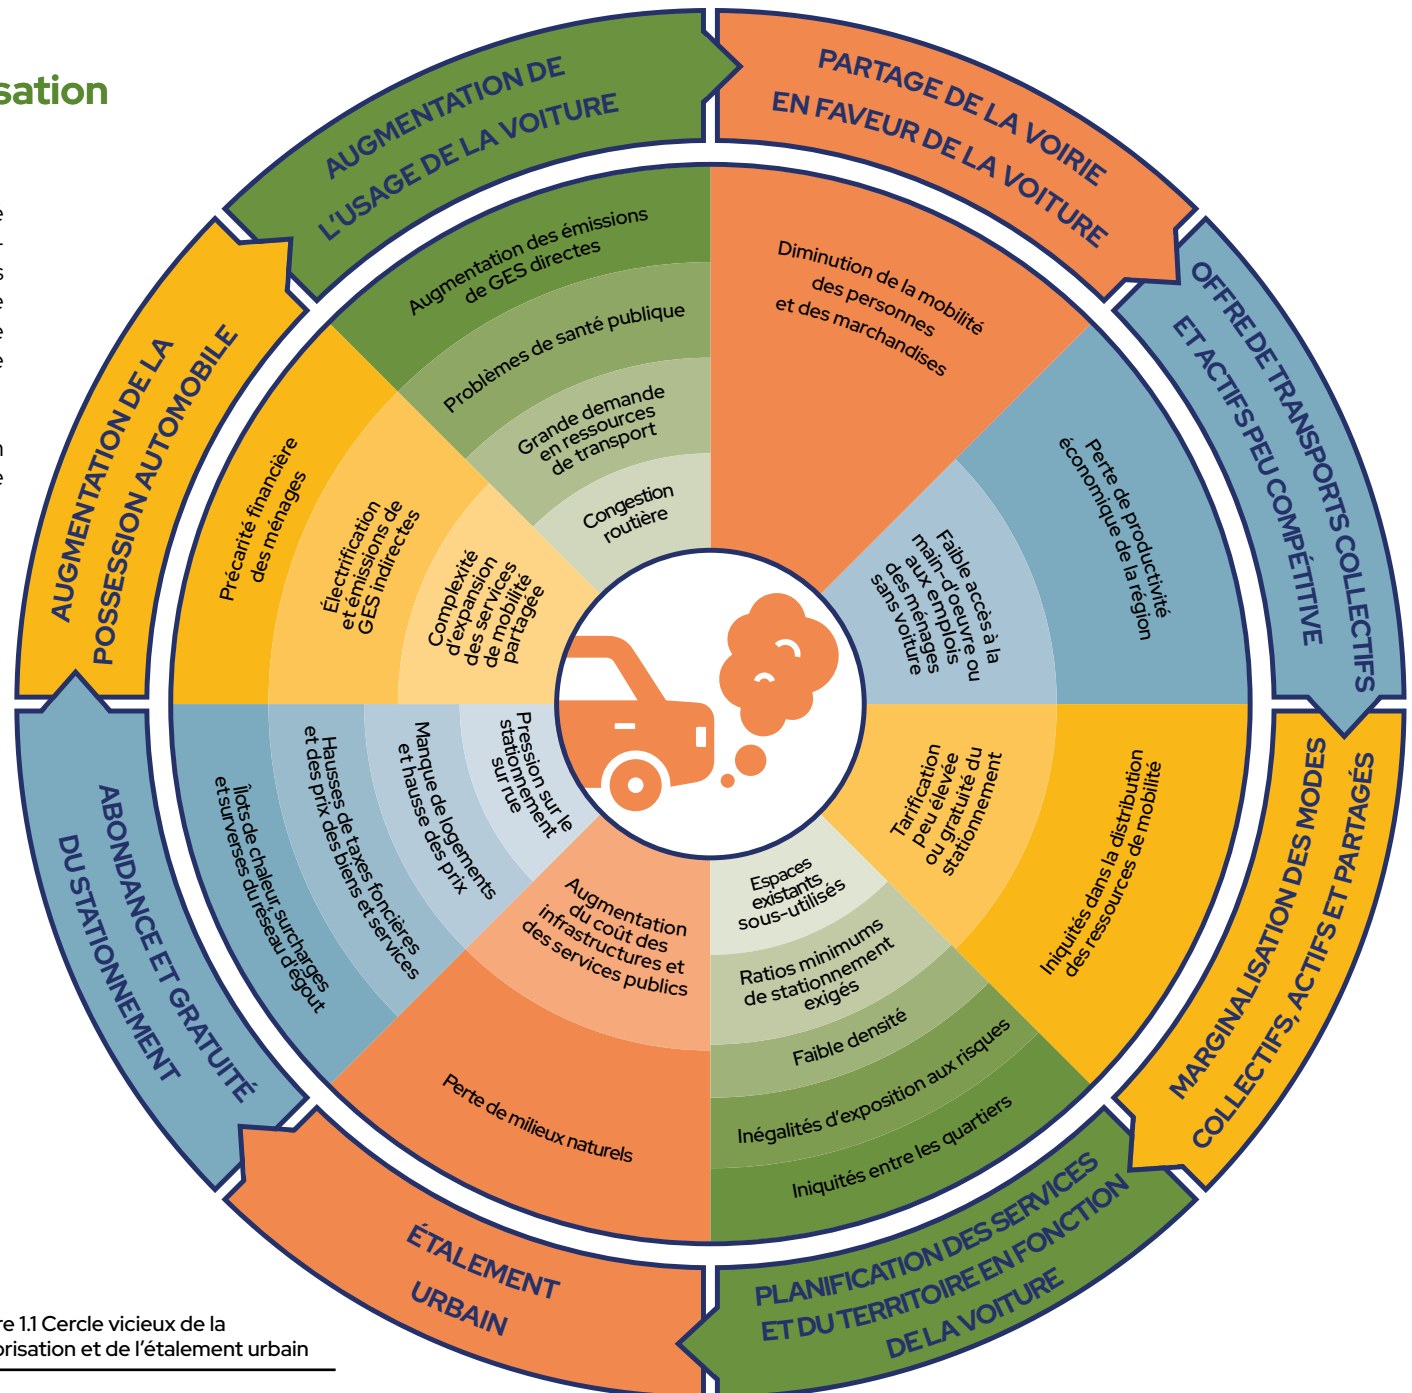 sation
AUGMENTATION DE
L'USAGE DE LA VOITURE
PARTAGE DE LA VOIRIE
EN FAVEUR DE LA VOITURE
OFFRE DE TRANSPORTS COLLECTIFS
ET ACTIFS PEU COMPÉTITIVE
MARGINALISATION DES MODES
COLLECTIFS, ACTIFS ET PARTAGÉS
PLANIFICATION DES SERVICES
ET DU TERRITOIRE EN FONCTION
DE LA VOITURE
ÉTALEMENT
URBAIN
ABONDANCE ET GRATUITÉ
DU STATIONNEMENT
AUGMENTATION DE LA
POSSESSION AUTOMOBILE
Augmentation des émissions
de GES directes
Problèmes de santé publique
Grande demande
en ressources
de transport
Congestion
routière
Diminution de la mobilité
des personnes
et des marchandises
Perte de productivité
économique de la région
Faible accès à la
main-d'oeuvre ou
aux emplois
des ménages
sans voiture
Iniquités dans la distribution
des ressources de mobilité
Tarification
peu élevée
ou gratuité du
stationnement
Espaces
existants
sous-utilisés
Ratios minimums
de stationnement
exigés
Faible densité
Inégalités d'exposition aux risques
Iniquités entre les quartiers
Augmentation
du coût des
infrastructures et
des services publics
Perte de milieux naturels
Pression sur le
stationnement
sur rue
Manque de logements
et hausse des prix
Hausses de taxes foncières
et des prix des biens et services
Îlots de chaleur, surcharges
et surverses du réseau d'égout
Précarité financière
des ménages
Électrification
et émissions de
GES indirectes
Complexité
d'expansion
des services
de mobilité
partagée
re 1.1 Cercle vicieux de la
orisation et de l'étalement urbain